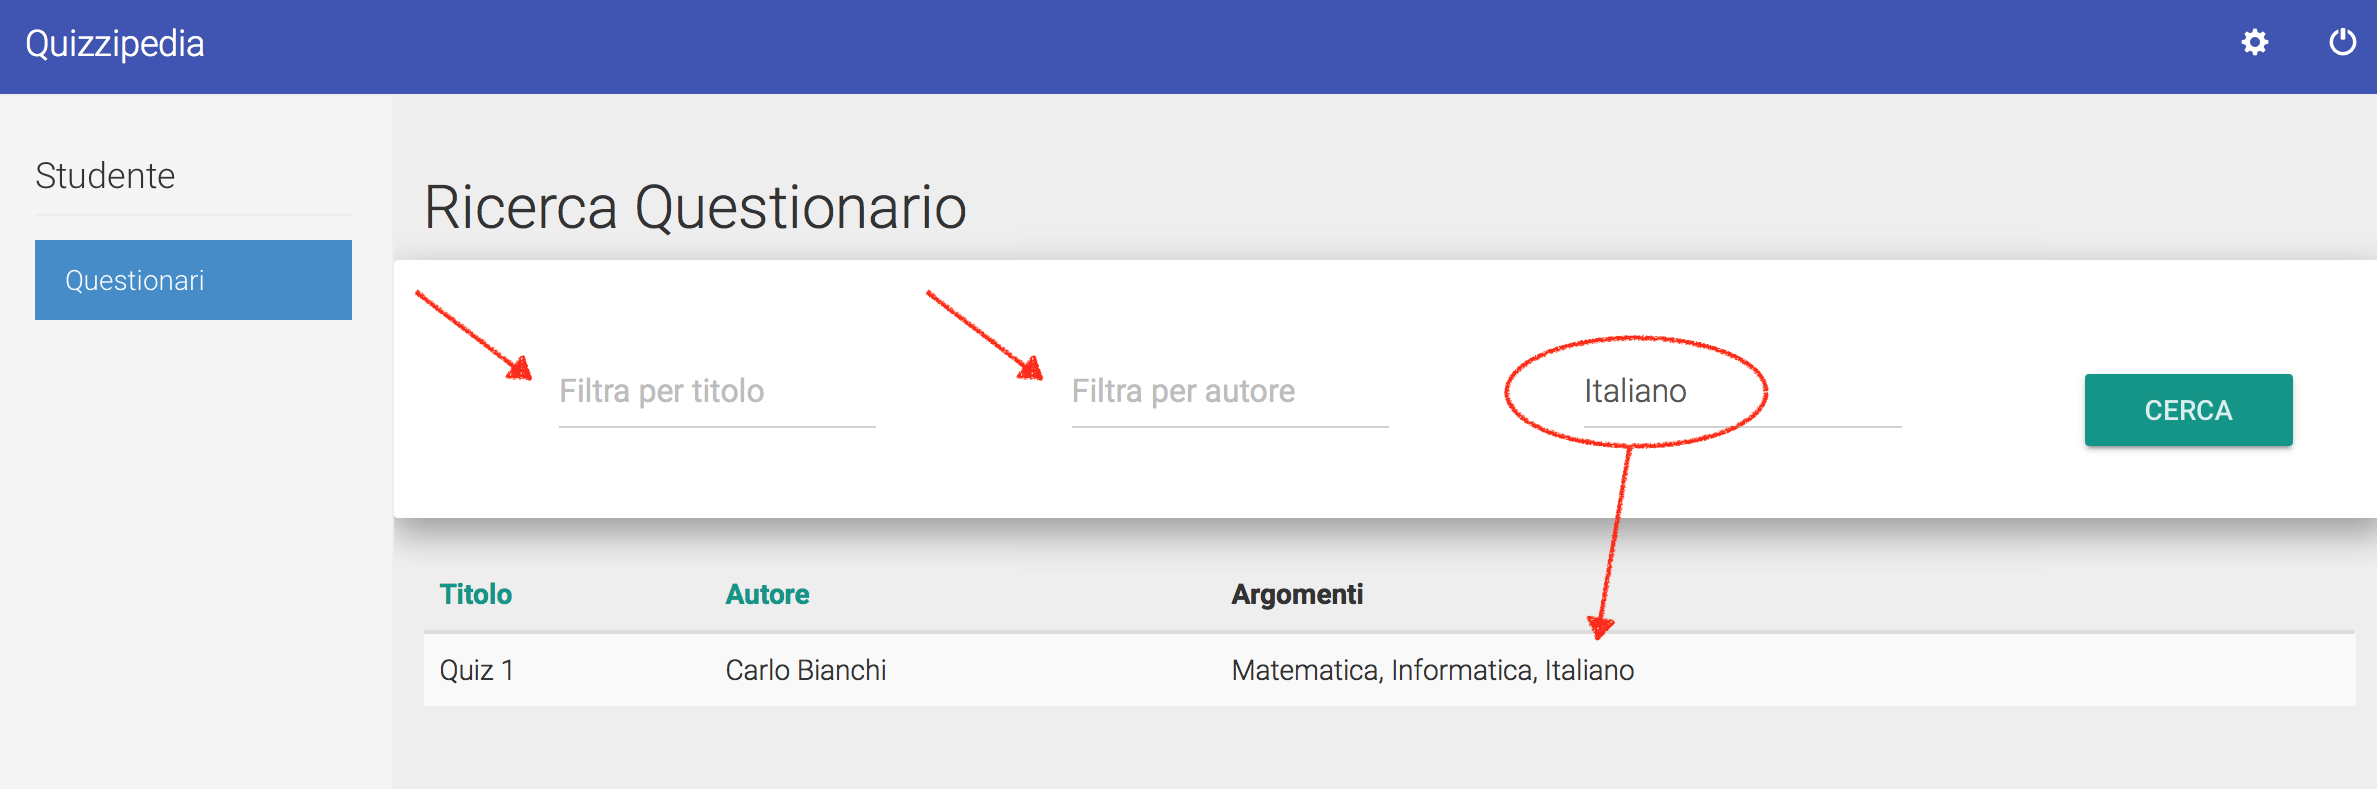 Quizzipedia
Studente
Questionari
Ricerca Questionario
Filtra per titolo
Filtra per autore
Italiano
CERCA
Titolo Autore Argomenti
Quiz 1 Carlo Bianchi Matematica, Informatica, Italiano